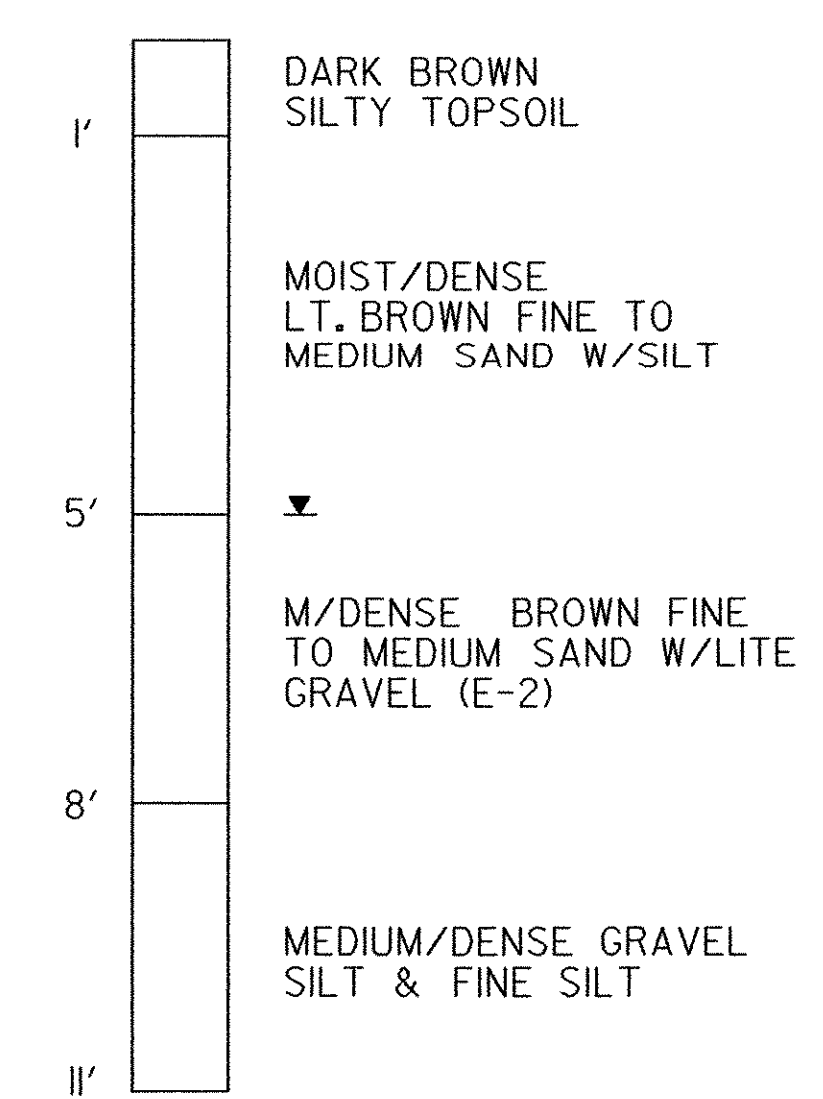 DARK BROWN
SILTY TOPSOIL
1'
MOIST/DENSE
LT. BROWN FINE TO
MEDIUM SAND W/SILT
5'
M/DENSE BROWN FINE
TO MEDIUM SAND W/LITE
GRAVEL (E-2)
8'
MEDIUM/DENSE GRAVEL
SILT & FINE SILT
11'